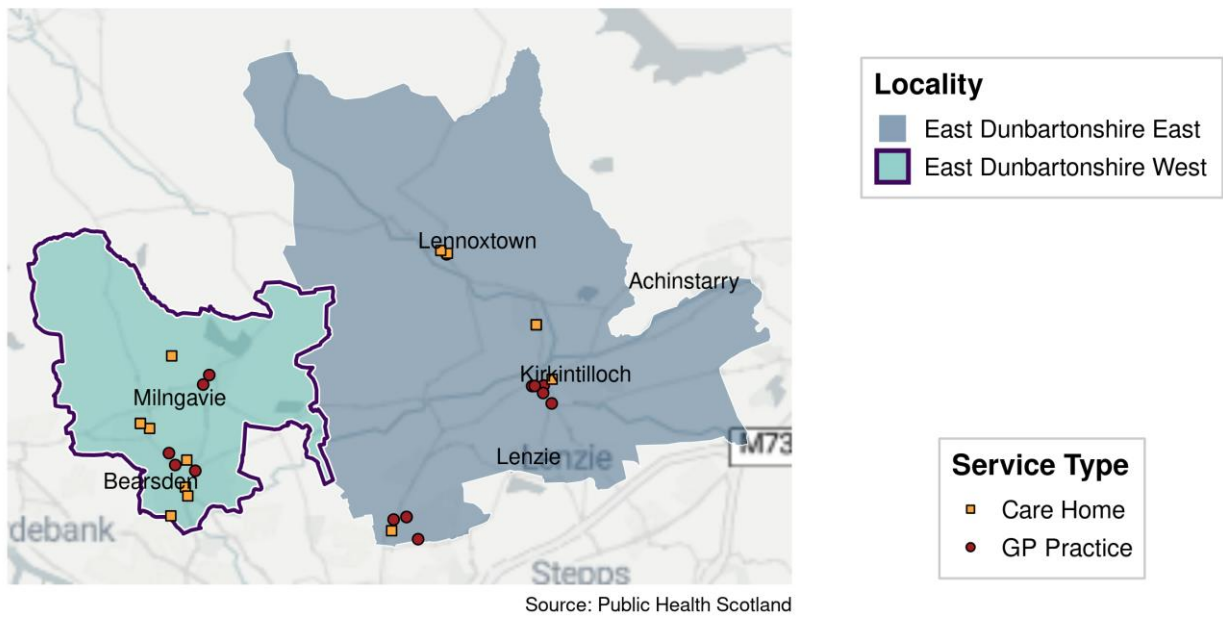 Lennoxtown
Achinstarry
Kirkintilloch
Milngavie
Lenzie
Lenzie
M73
Bearsden
debank
Stepps
Source: Public Health Scotland
Locality
East Dunbartonshire East
East Dunbartonshire West
Service Type
Care Home
GP Practice